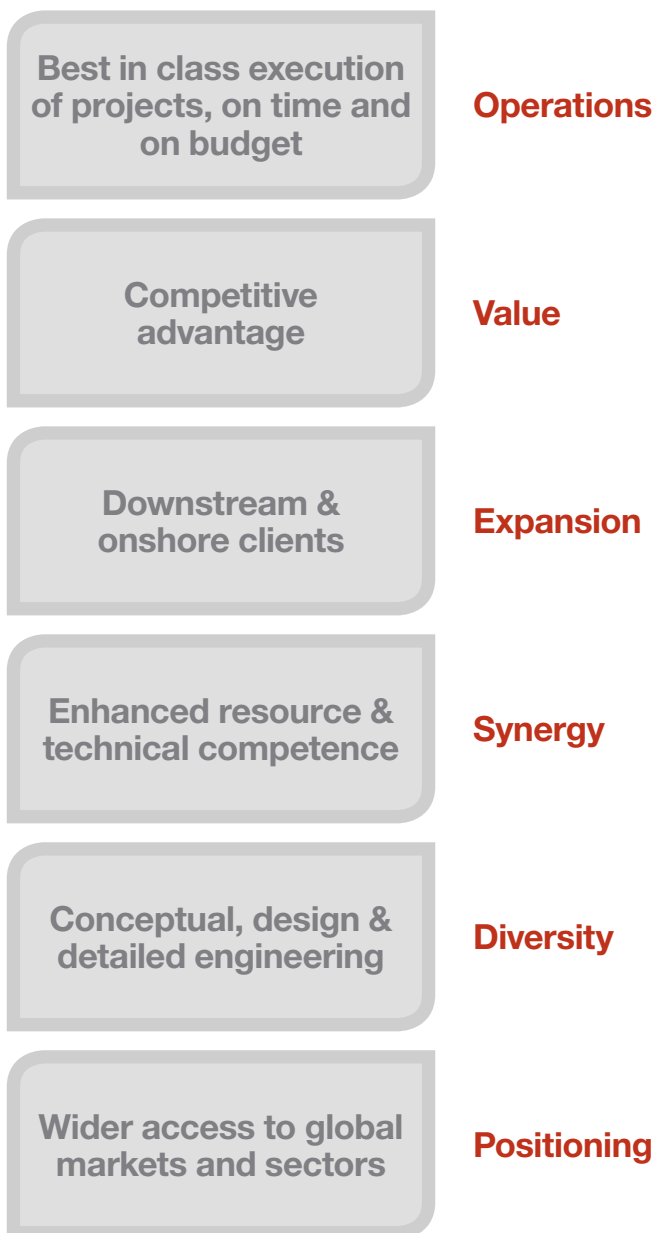 Best in class execution
of projects, on time and
on budget
Operations
Competitive
advantage
Value
Downstream &
onshore clients
Expansion
Enhanced resource &
technical competence
Synergy
Conceptual, design &
detailed engineering
Diversity
Wider access to global
markets and sectors
Positioning